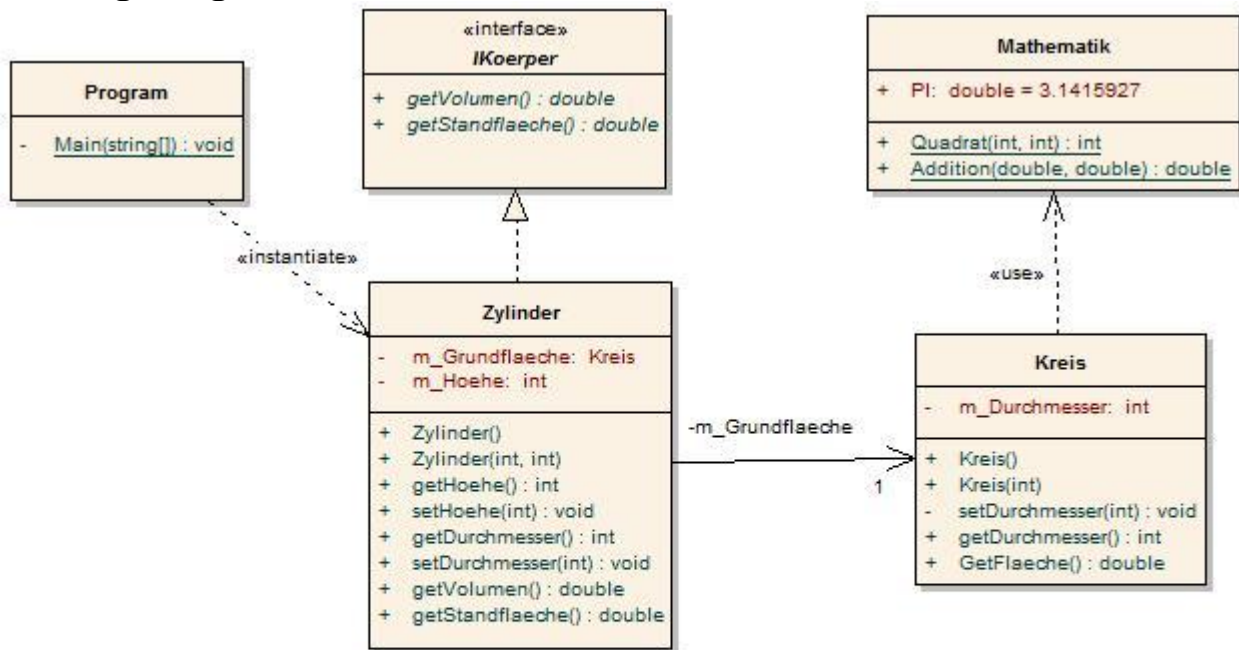 Program
- Main(string[]) : void
«interface»
IKoerper
+ getVolumen() : double
+ getStandflaeche() : double
Mathematik
+ PI: double = 3.1415927
+ Quadrat(int, int) : int
+ Addition(double, double) : double
«instantiate»
«use»
Zylinder
- m_Grundflaeche: Kreis
- m_Hoehe: int
+ Zylinder()
+ Zylinder(int, int)
+ getHoehe() : int
+ setHoehe(int) : void
+ getDurchmesser() : int
+ setDurchmesser(int) : void
+ getVolumen() : double
+ getStandflaeche() : double
-m_Grundflaeche
1
Kreis
- m_Durchmesser: int
+ Kreis()
+ Kreis(int)
- setDurchmesser(int) : void
+ getDurchmesser() : int
+ GetFlaeche() : double